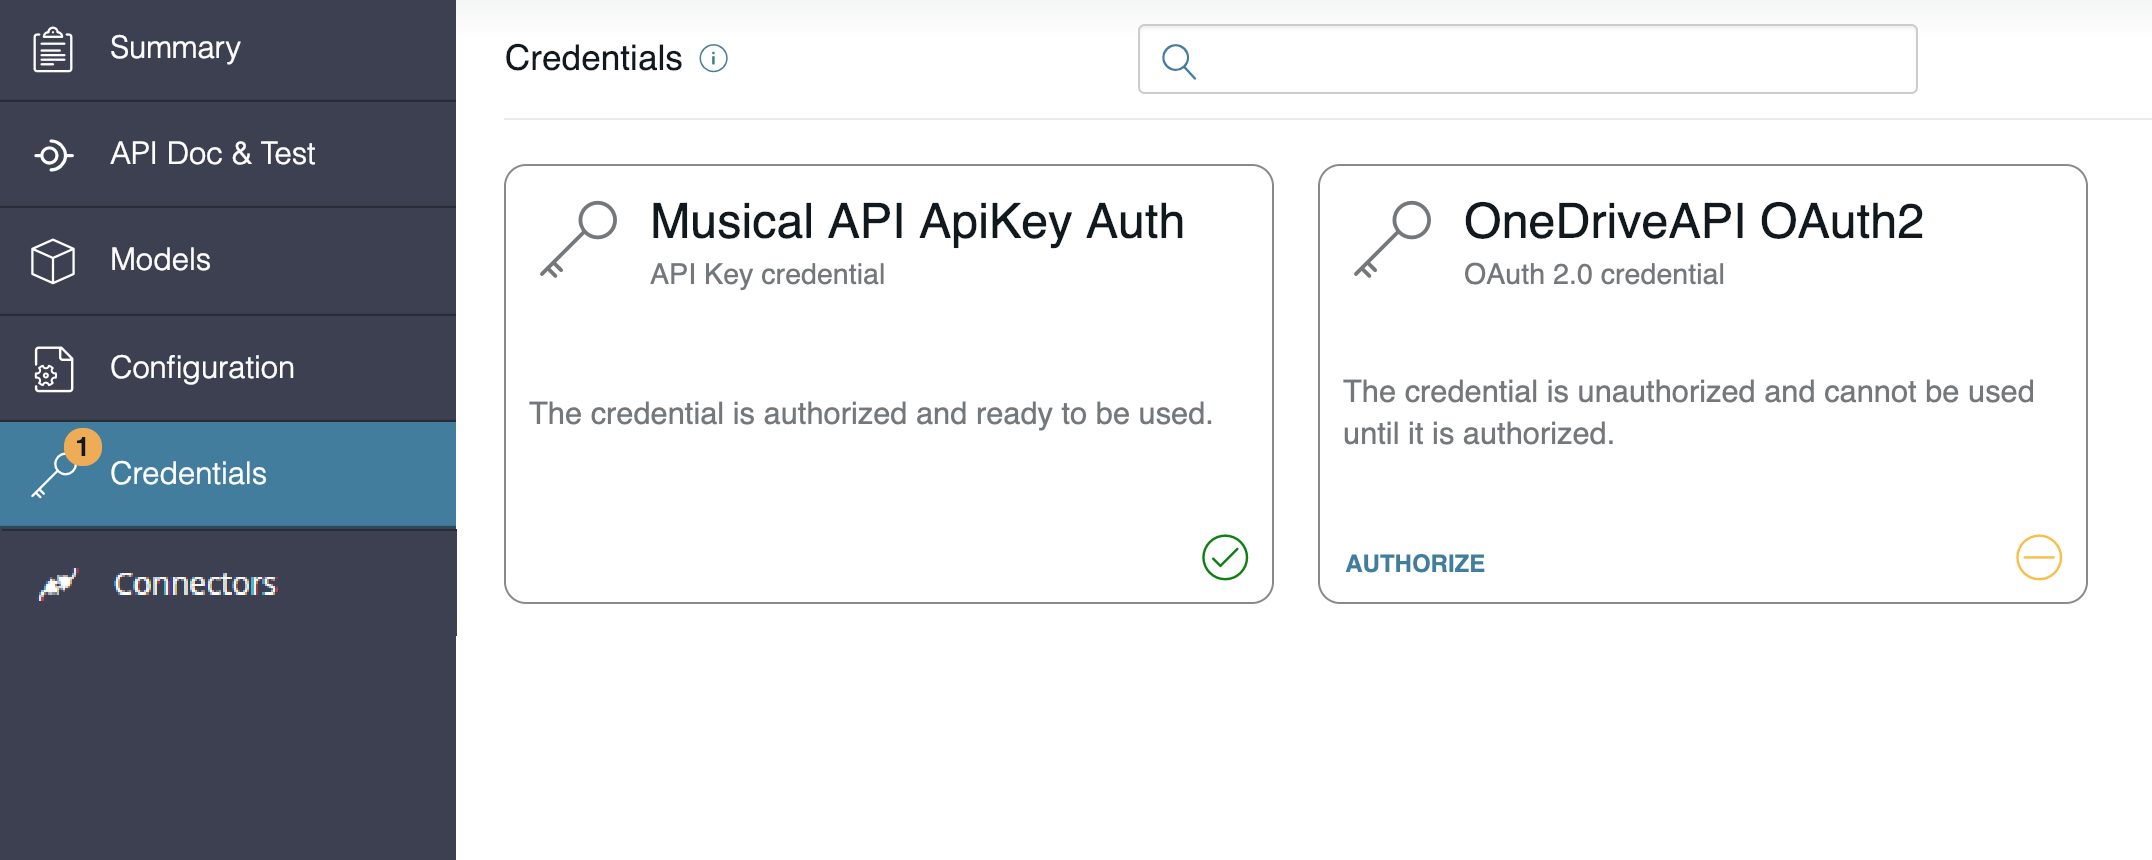 Summary
API Doc & Test
Models
Configuration
1
Credentials
Connectors
Credentials
Musical API ApiKey Auth
API Key credential
The credential is authorized and ready to be used.
OneDriveAPI OAuth2
OAuth 2.0 credential
The credential is unauthorized and cannot be used
until it is authorized.
AUTHORIZE